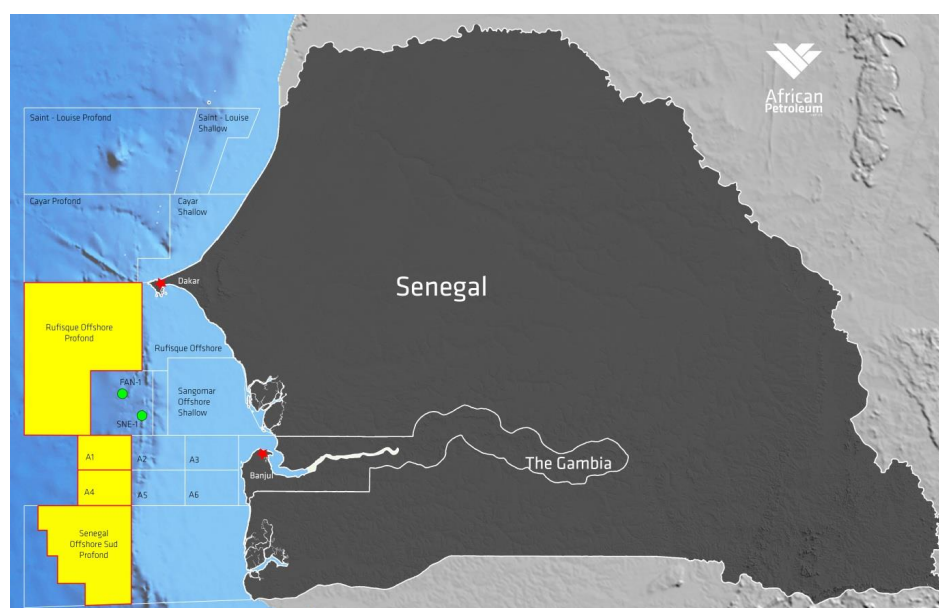 Saint - Louise Profond
Saint - Louise
Shallow
African
Petroleum
Cayar Profond
Cayar
Shallow
Dakar
Senegal
Rufisque Offshore
Profond
Rufisque Offshore
FAN-1
Sangomar
Offshore
Shallow
SNE-1
A1
A2
A3
Banjul
The Gambia
A4
A5
A6
Senegal
Offshore Sud
Profond